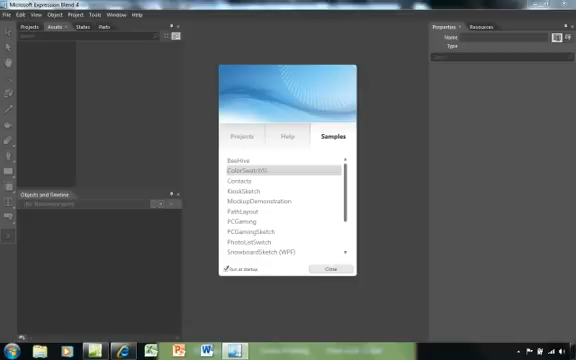 Microsoft Expression Blend 4
File Edit View Object Project Tools Window Help
Projects Assets × States Parts
Properties × Resources
Name
Type
Search
Projects Help Samples
BeeHive
ColorSwatchSL
Contacts
KioskSketch
MockupDemonstration
PathLayout
PCGaming
PCGamingSketch
PhotoListSwitch
SnowboardSketch (WPF)
Run at startup Close
Objects and Timeline